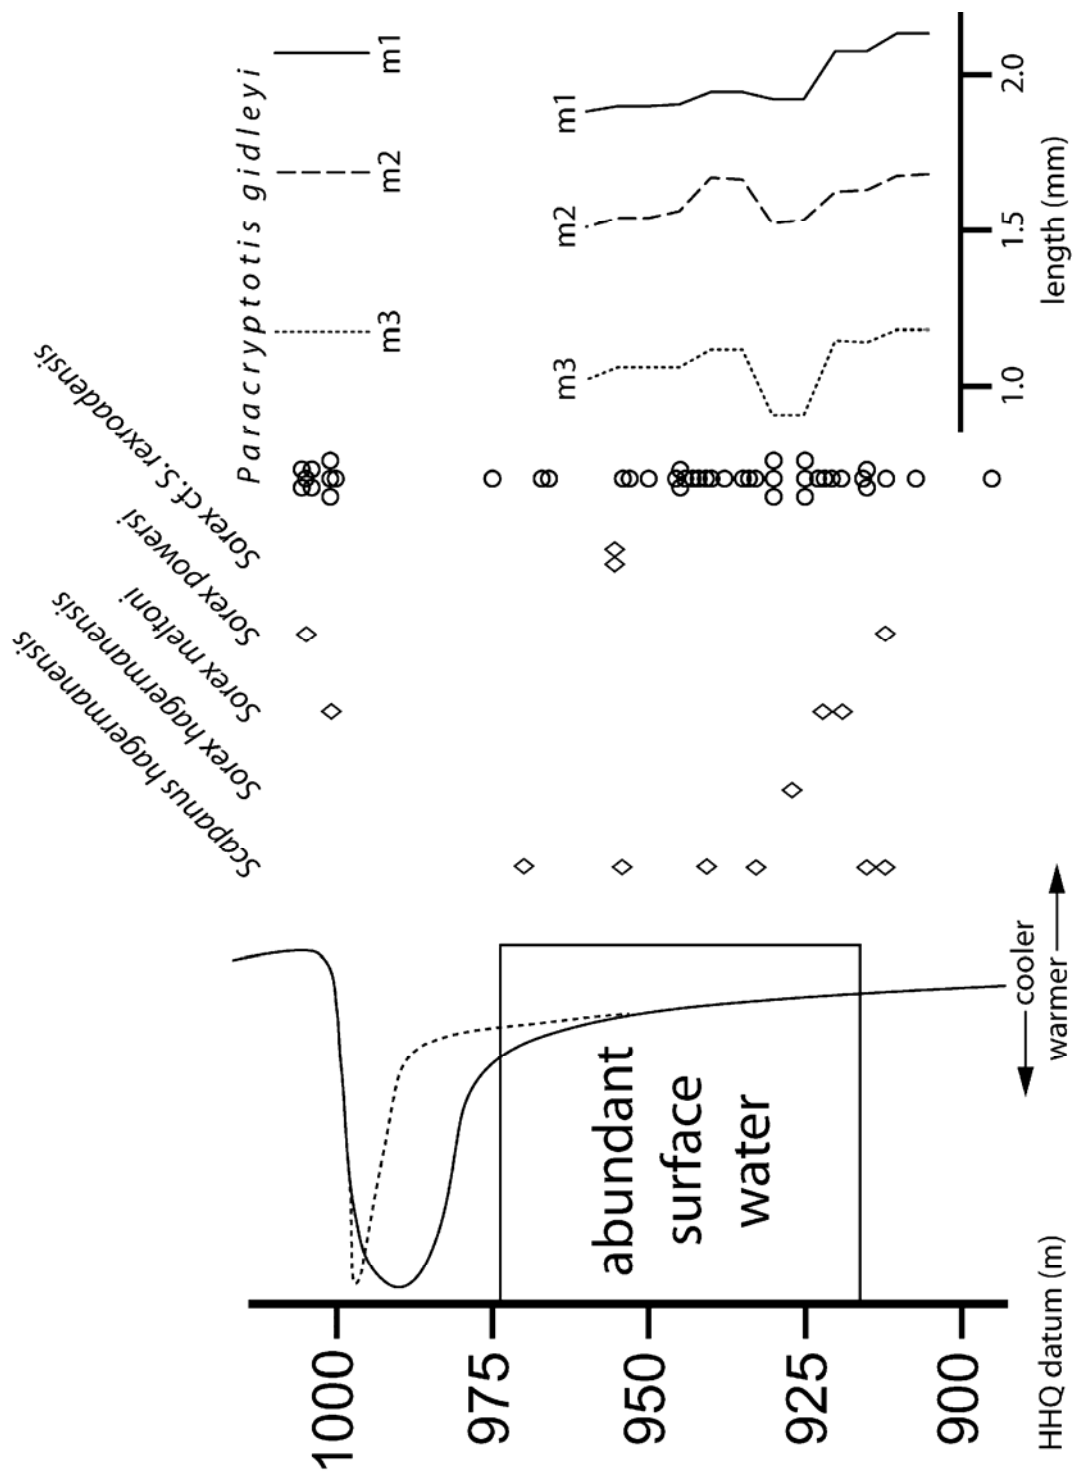 Scapanus hagermanensis
Sorex hagermanensis
Sorex meltoni
Sorex powersi
Sorex cf. S. rexroadensis
Paracryptotis gidleyi
m3
m2
m1
1000
975
950
925
900
HHQ datum (m)
abundant
surface
water
cooler
warmer
m3
m2
m1
1.0
1.5
2.0
length (mm)